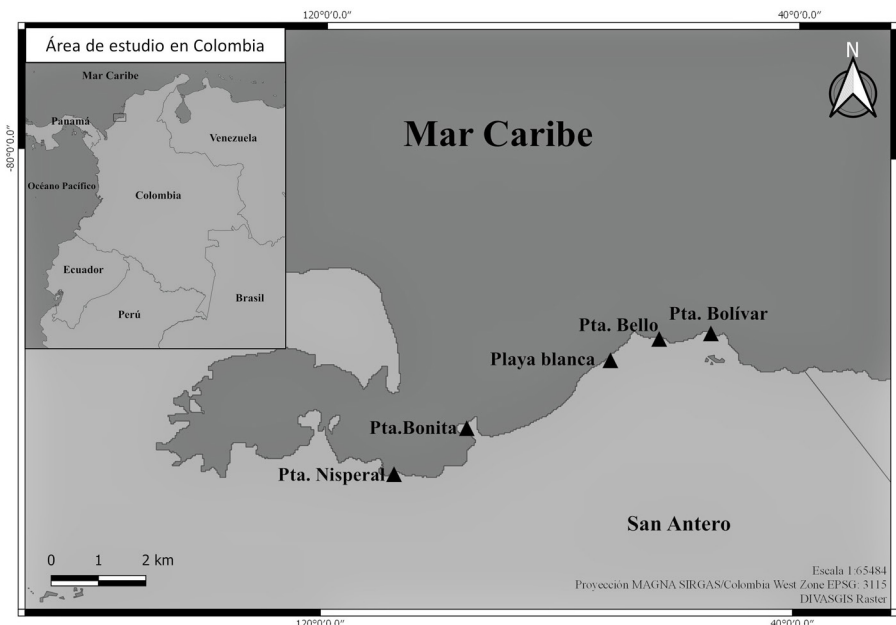 120°0'0.0"
40°0'0.0"
Área de estudio en Colombia
Mar Caribe
Panamá
Venezuela
Océano Pacífico
Colombia
Ecuador
Brasil
Perú
N
-80°0'0.0"
Mar Caribe
Pta. Bolívar
Pta. Bello
Playa blanca
Pta.Bonita
Pta. Nisperal
San Antero
0 1 2 km
Escala 1:65484
Proyección MAGNA SIRGAS/Colombia West Zone EPSG: 3115
DIVASGIS Raster
120°0'0.0"
40°0'0.0"